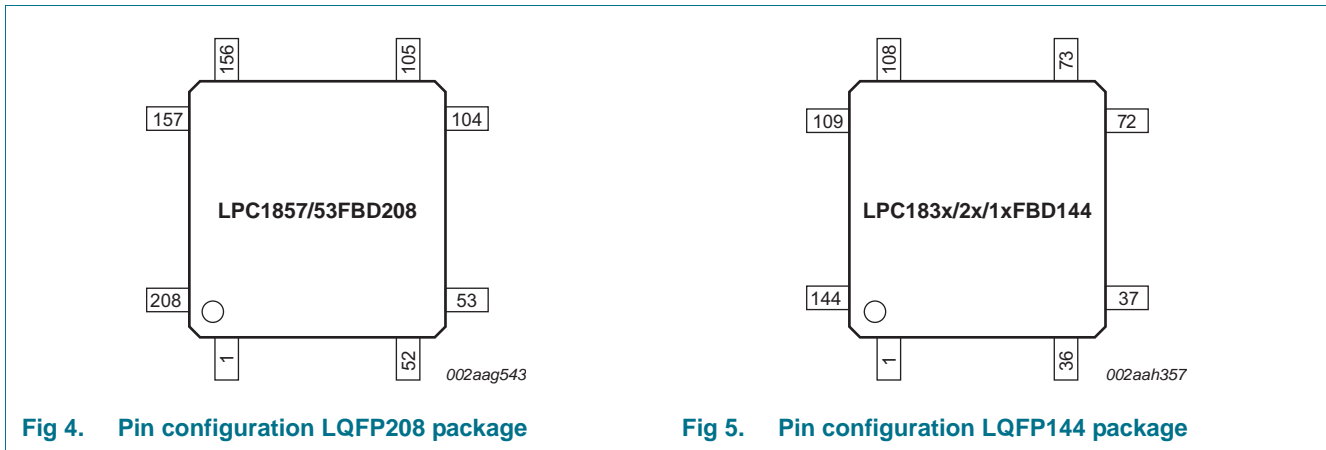 156
105
157
104
LPC1857/53FBD208
208
53
1
52
002aag543
Fig 4. Pin configuration LQFP208 package
108
73
109
72
LPC183x/2x/1xFBD144
144
37
1
36
002aah357
Fig 5. Pin configuration LQFP144 package